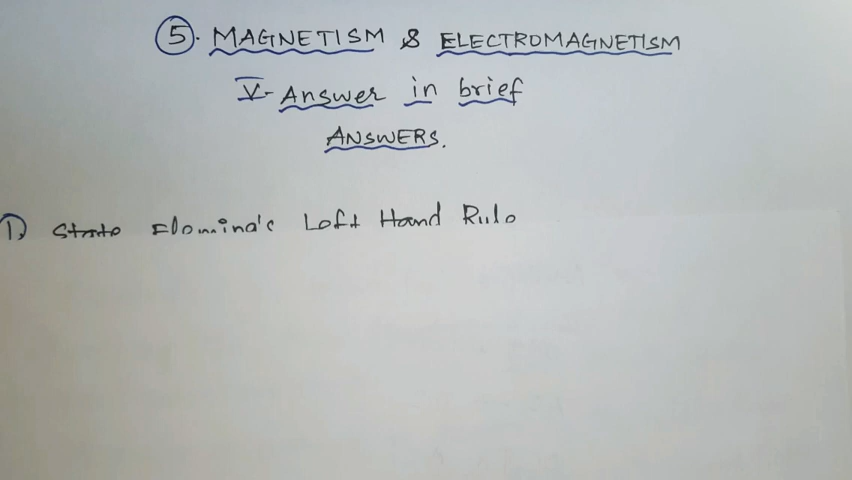 5. MAGNETISM & ELECTROMAGNETISM
V- Answer in brief
ANSWERS.
1) State Fleming's Left Hand Rule